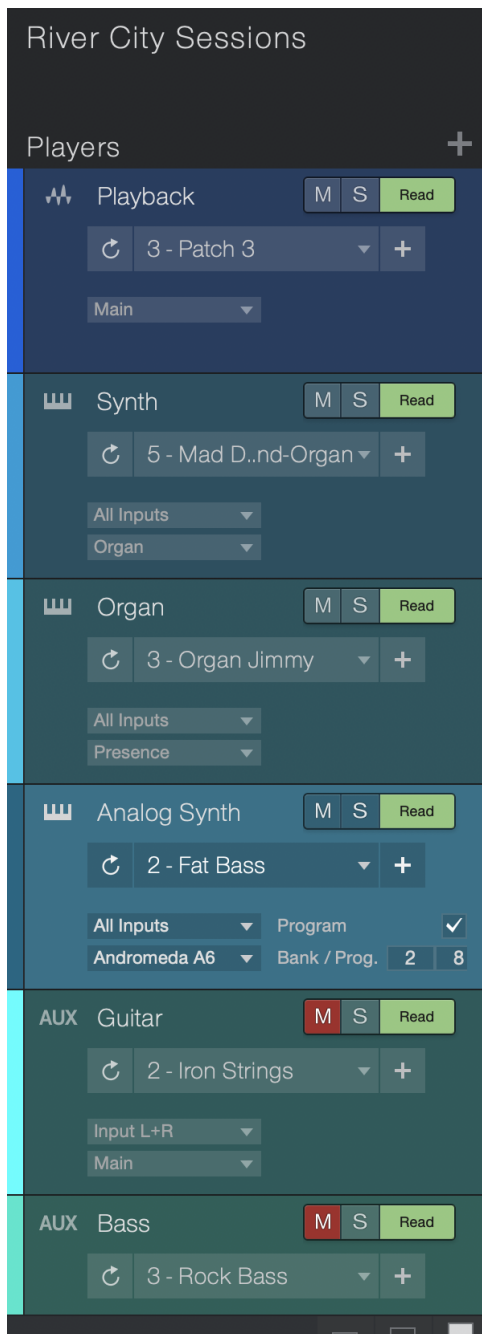 River City Sessions
Players +
Playback M S Read
3 - Patch 3 +
Main
Synth M S Read
5 - Mad D..nd-Organ +
All Inputs
Organ
Organ M S Read
3 - Organ Jimmy +
All Inputs
Presence
Analog Synth M S Read
2 - Fat Bass +
All Inputs Program
Andromeda A6 Bank / Prog. 2 8
AUX Guitar M S Read
2 - Iron Strings +
Input L+R
Main
AUX Bass M S Read
3 - Rock Bass +